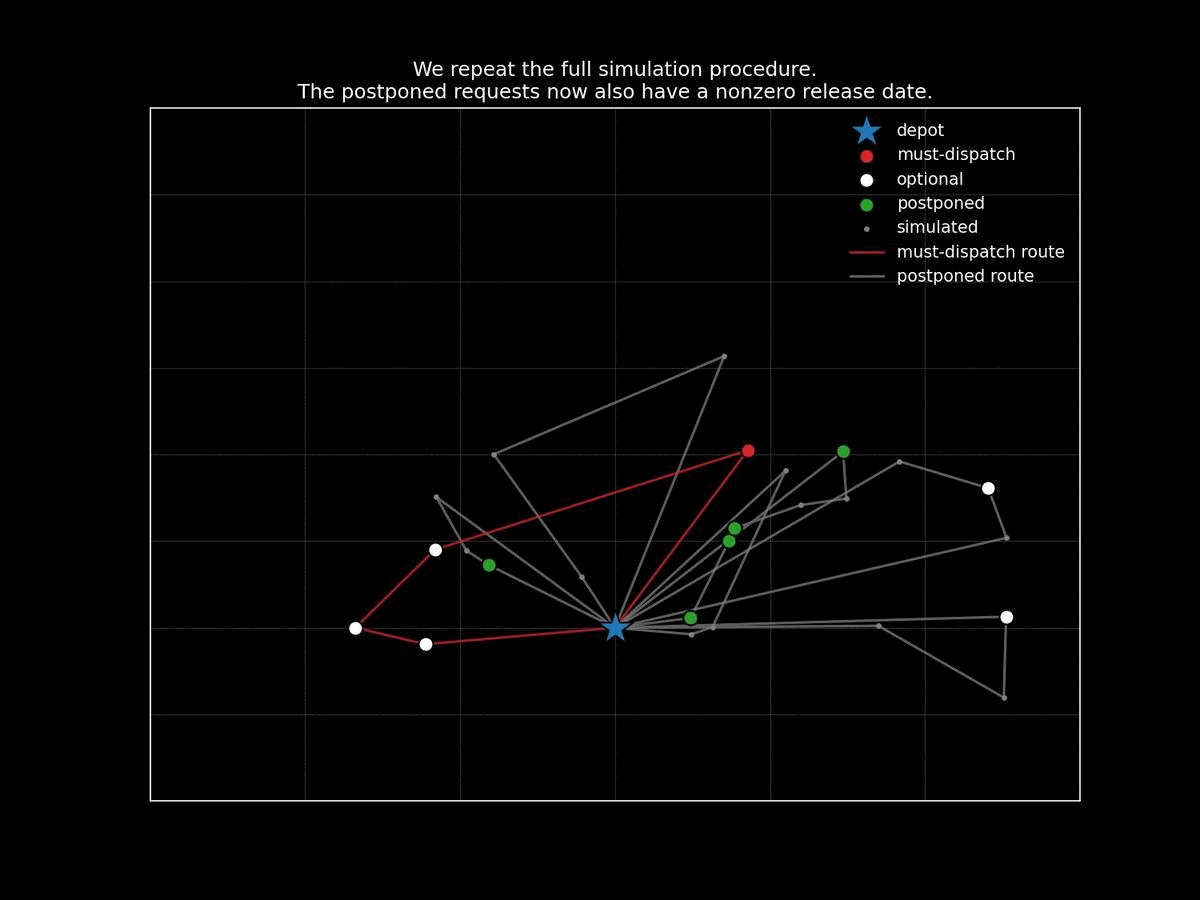 We repeat the full simulation procedure.
The postponed requests now also have a nonzero release date.
depot
must-dispatch
optional
postponed
simulated
must-dispatch route
postponed route